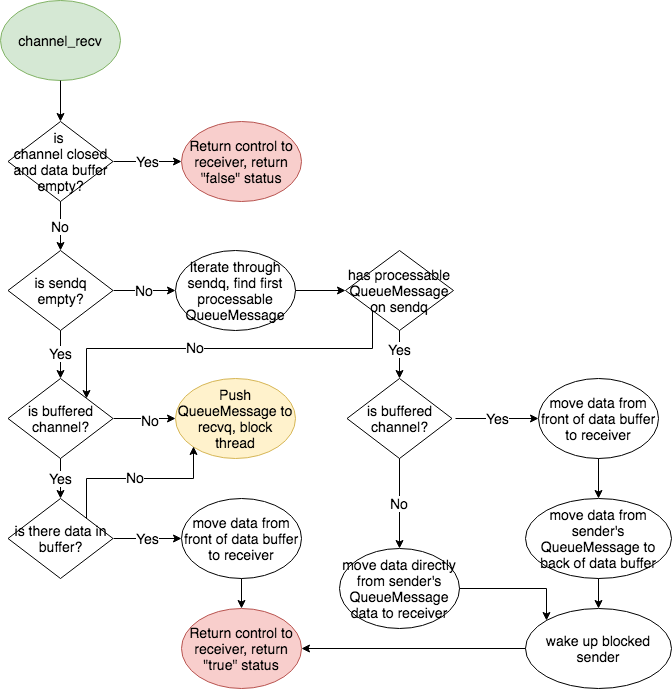 channel_recv
is
channel closed
and data buffer
empty?
Yes
Return control to
receiver, return
"false" status
No
is sendq
empty?
No
Iterate through
sendq, find first
processable
QueueMessage
has processable
QueueMessage
on sendq
Yes
No
Yes
is buffered
channel?
No
Push
QueueMessage to
recvq, block
thread
is buffered
channel?
Yes
move data from
front of data buffer
to receiver
Yes
No
No
is there data in
buffer?
Yes
move data from
front of data buffer
to receiver
move data from
sender's
QueueMessage to
back of data buffer
move data directly
from sender's
QueueMessage
data to receiver
Return control to
receiver, return
"true" status
wake up blocked
sender